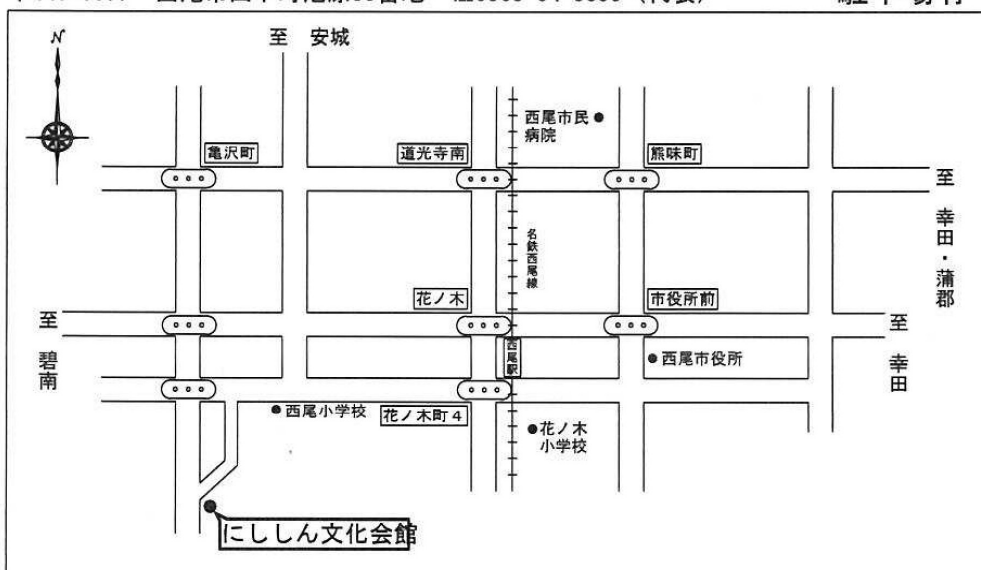 至 安城
N
西尾市民
病院
亀沢町
道光寺南
熊味町
至 幸田・蒲郡
名鉄西尾線
花ノ木
市役所前
至 碧南
至 幸田
西尾駅
西尾市役所
西尾小学校
花ノ木町4
花ノ木
小学校
にししん文化会館